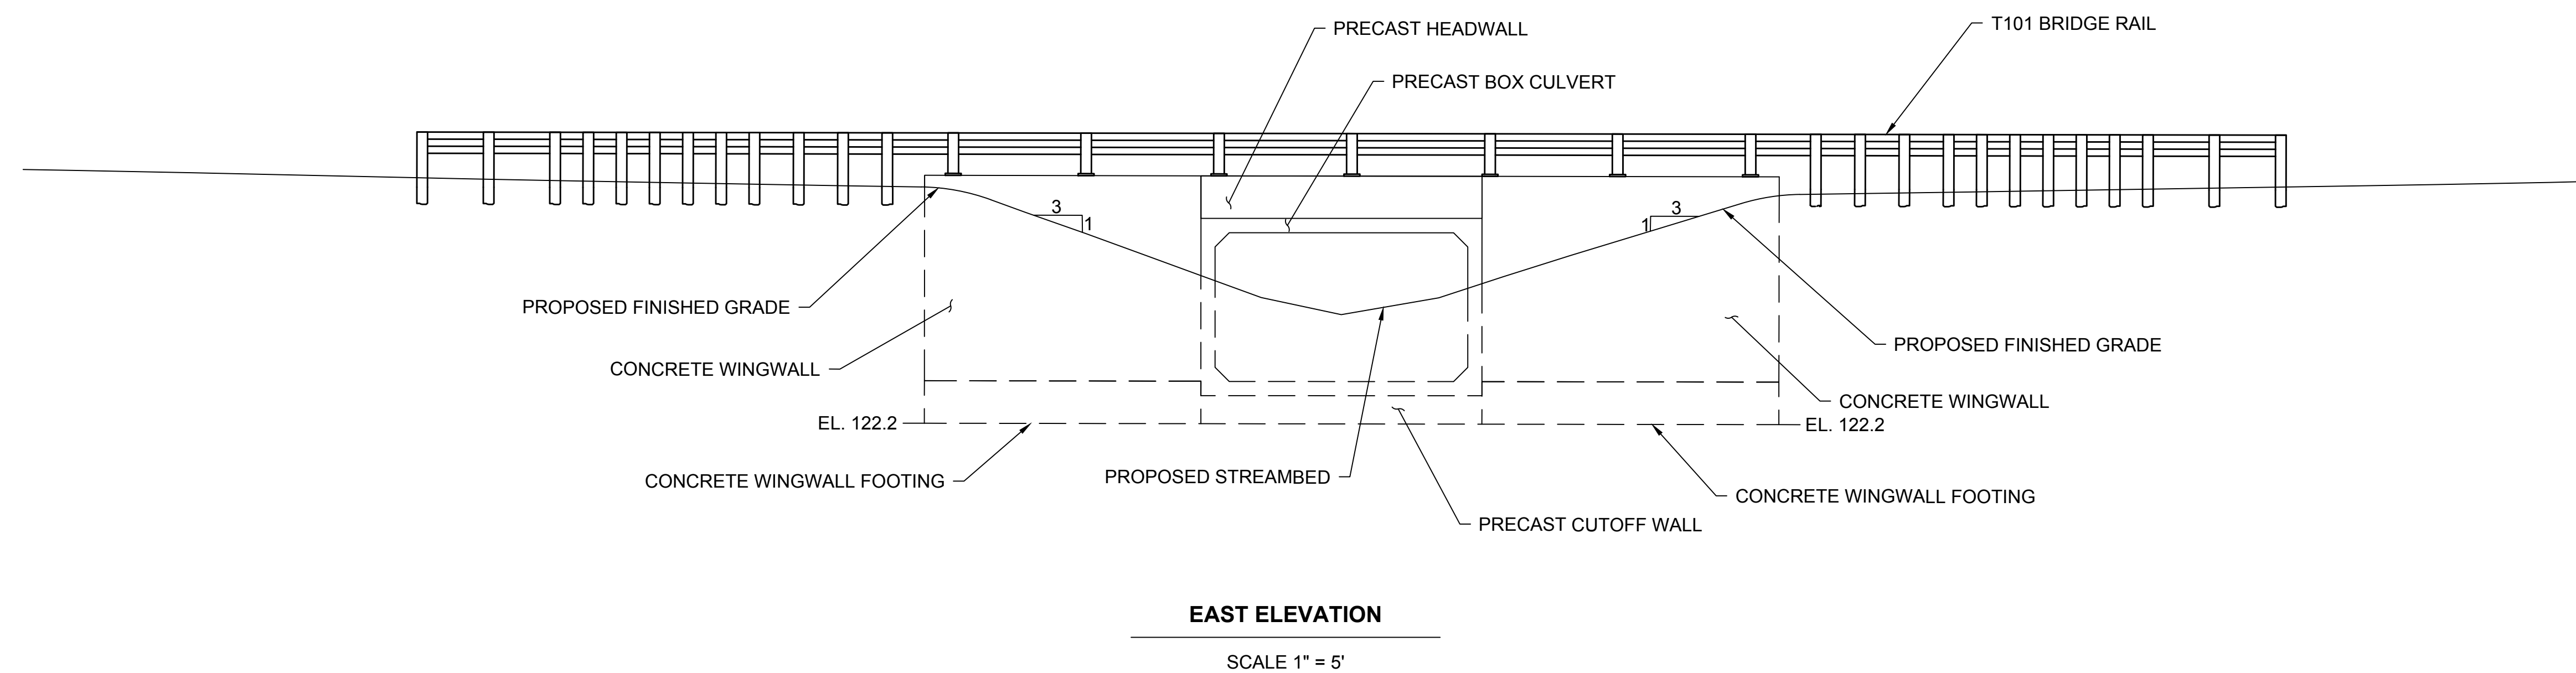 PRECAST HEADWALL
T101 BRIDGE RAIL
PRECAST BOX CULVERT
3
1
3
1
PROPOSED FINISHED GRADE
PROPOSED FINISHED GRADE
CONCRETE WINGWALL
CONCRETE WINGWALL
EL. 122.2
EL. 122.2
CONCRETE WINGWALL FOOTING
PROPOSED STREAMBED
CONCRETE WINGWALL FOOTING
PRECAST CUTOFF WALL
EAST ELEVATION
SCALE 1" = 5'